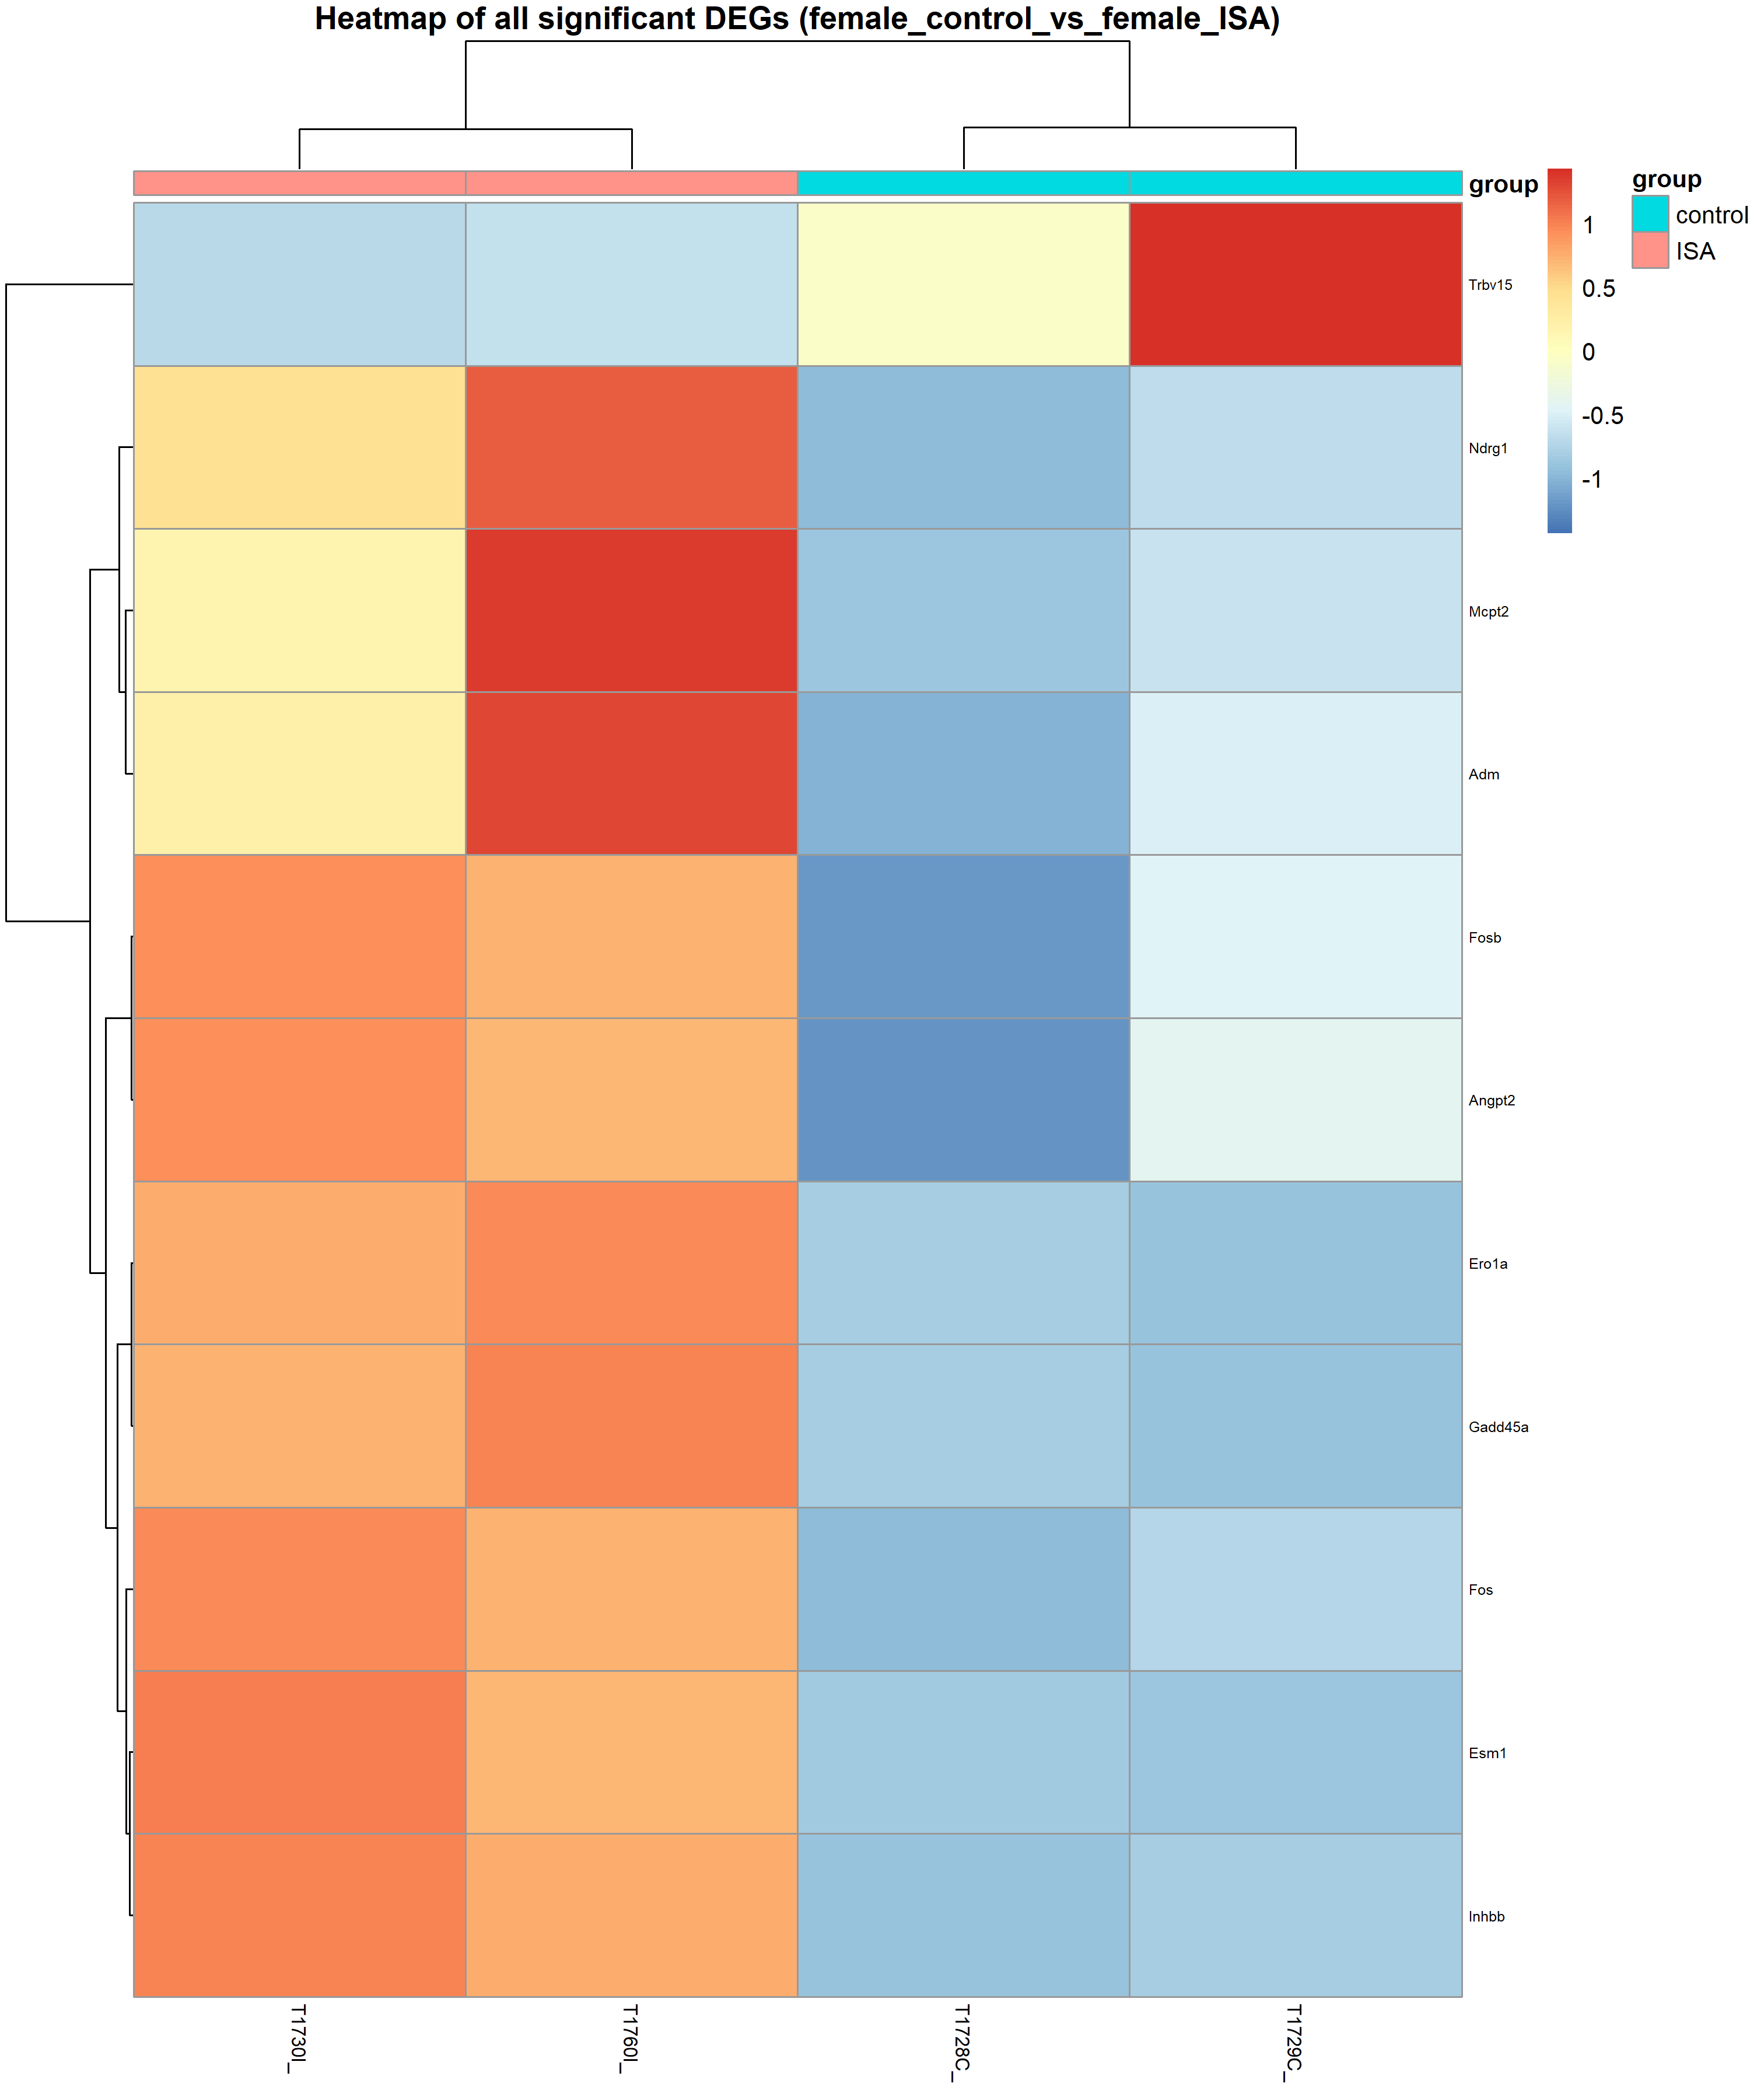 Heatmap of all significant DEGs (female_control_vs_female_ISA)
group
1
0.5
0
-0.5
-1
group
control
ISA
Trbv15
Ndrg1
Mcpt2
Adm
Fosb
Angpt2
Ero1a
Gadd45a
Fos
Esm1
Inhbb
T1730I_
T1760I_
T1728C_
T1729C_